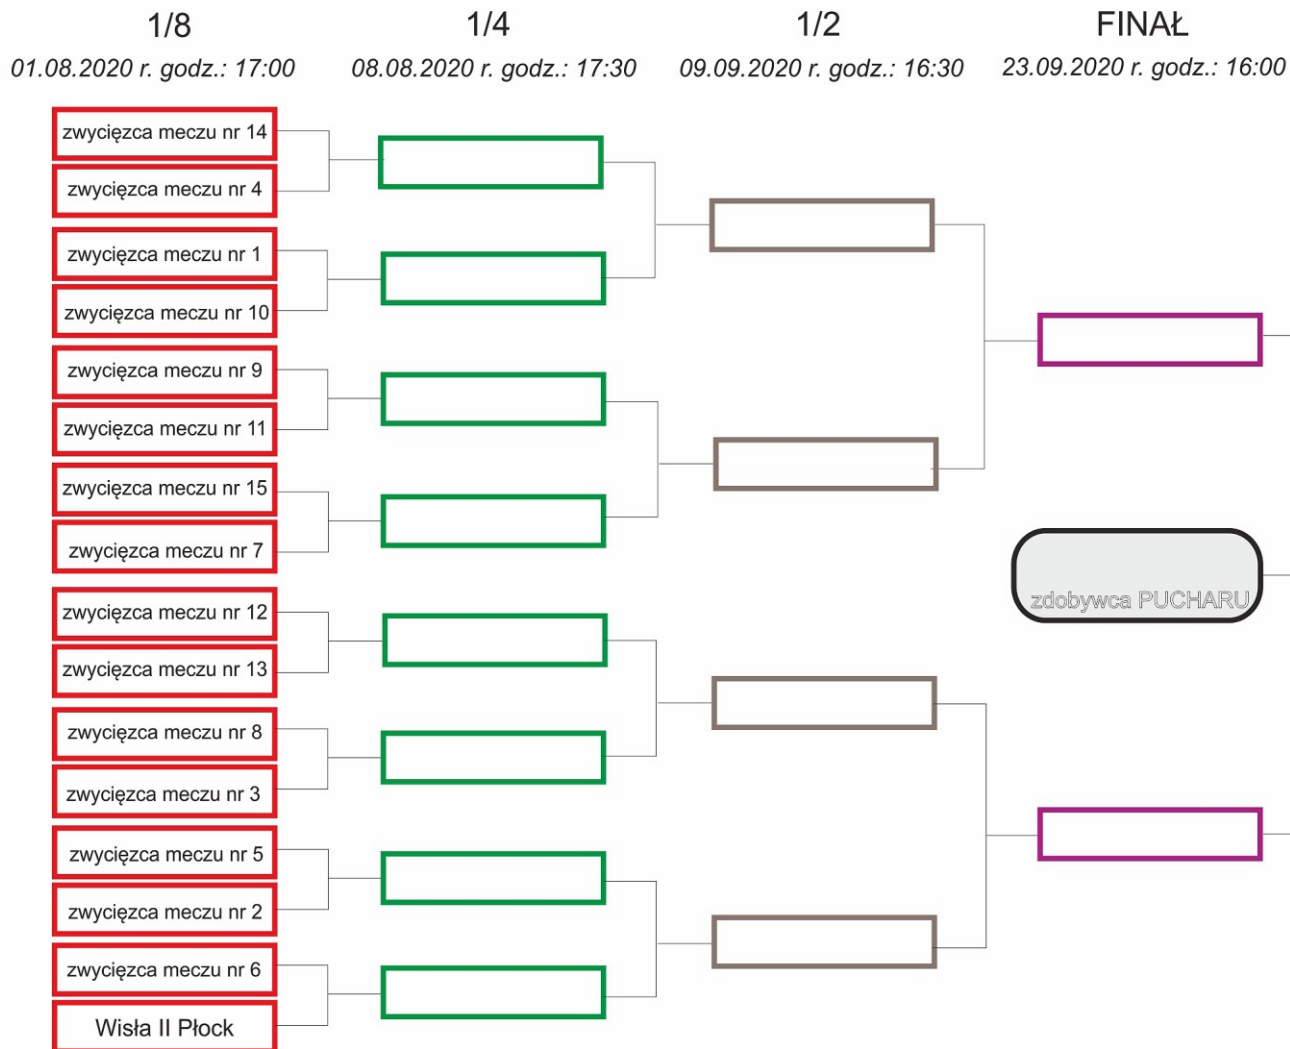 1/8
1/4
1/2
FINAŁ
01.08.2020 r. godz.: 17:00
08.08.2020 r. godz.: 17:30
09.09.2020 r. godz.: 16:30
23.09.2020 r. godz.: 16:00
zwycięzca meczu nr 14
zwycięzca meczu nr 4
zwycięzca meczu nr 1
zwycięzca meczu nr 10
zwycięzca meczu nr 9
zwycięzca meczu nr 11
zwycięzca meczu nr 15
zwycięzca meczu nr 7
zdobywca PUCHARU
zwycięzca meczu nr 12
zwycięzca meczu nr 13
zwycięzca meczu nr 8
zwycięzca meczu nr 3
zwycięzca meczu nr 5
zwycięzca meczu nr 2
zwycięzca meczu nr 6
Wisła II Płock